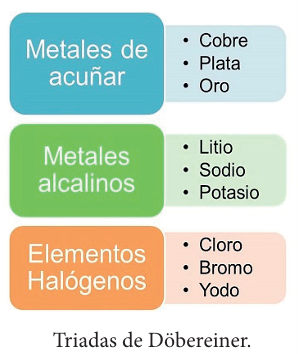 Metales de
acuñar
• Cobre
• Plata
• Oro
Metales
alcalinos
• Litio
• Sodio
• Potasio
Elementos
Halógenos
• Cloro
• Bromo
• Yodo
Triadas de Döbereiner.